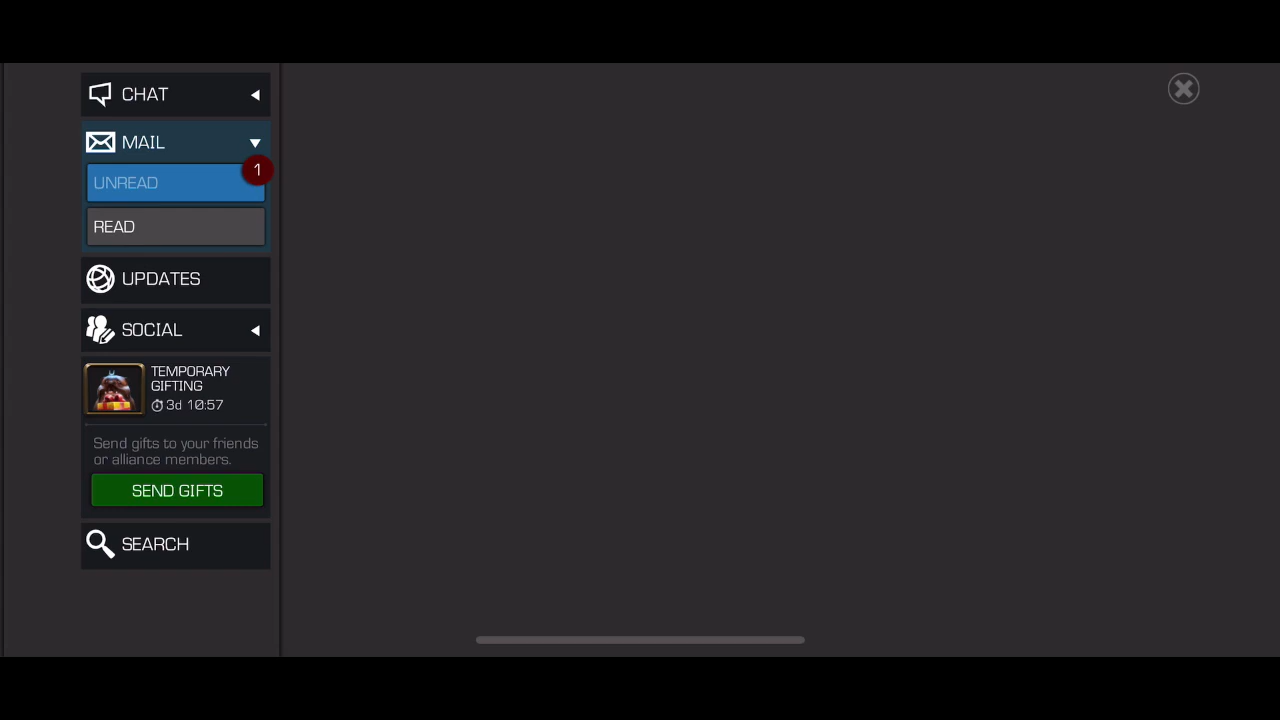 CHAT
MAIL
1
UNREAD
READ
UPDATES
SOCIAL
TEMPORARY
GIFTING
3d 10:57
Send gifts to your friends
or alliance members.
SEND GIFTS
SEARCH